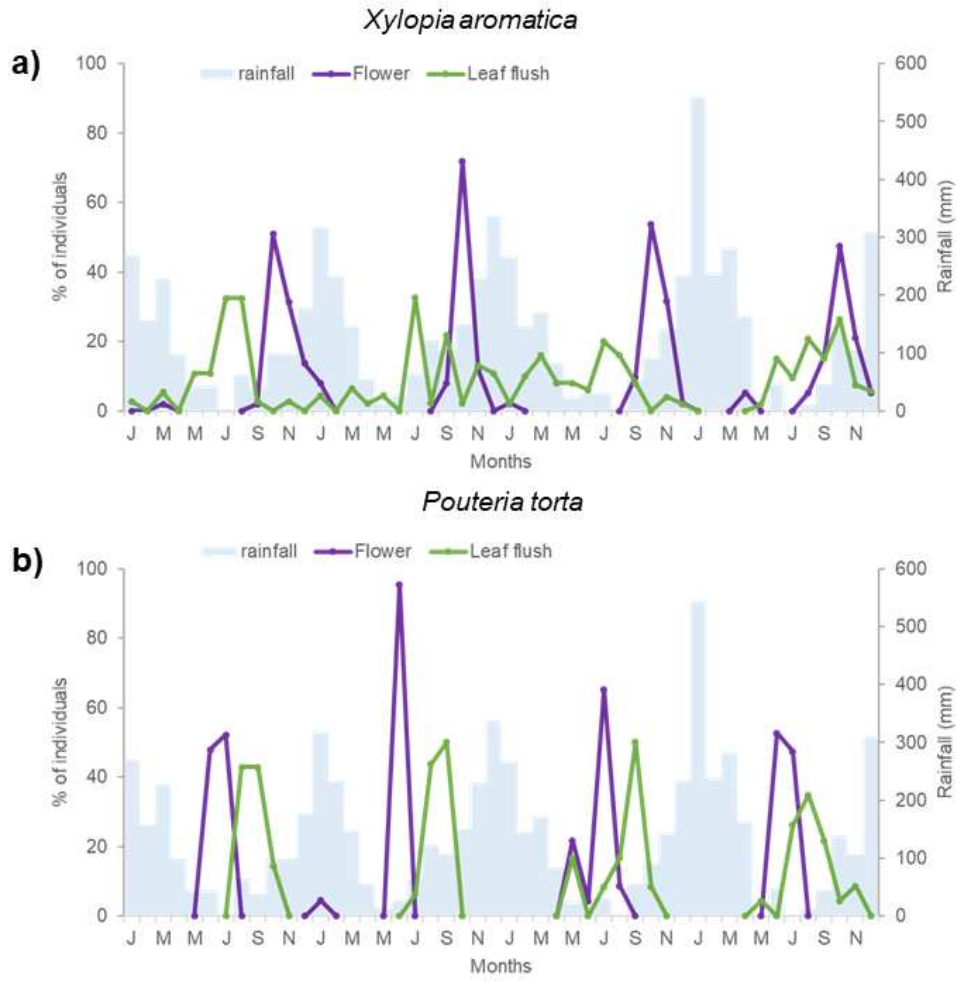 Xylopia aromatica
a)
rainfall Flower Leaf flush
100 80 60 40 20 0
% of individuals
600 500 400 300 200 100 0
Rainfall (mm)
J M M J S N J M M J S N J M M J S N J M M J S N
Months
Pouteria torta
b)
rainfall Flower Leaf flush
100 80 60 40 20 0
% of individuals
600 500 400 300 200 100 0
Rainfall (mm)
J M M J S N J M M J S N J M M J S N J M M J S N
Months